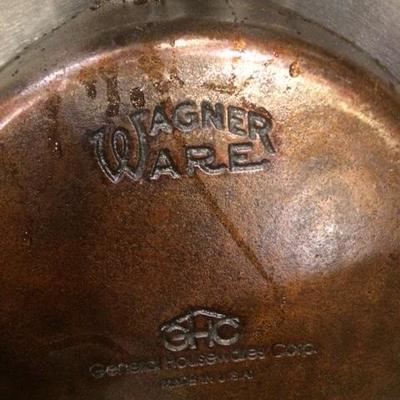 WAGNER
WARE
GHC
General Housewares Corp.
MADE IN U.S.A.